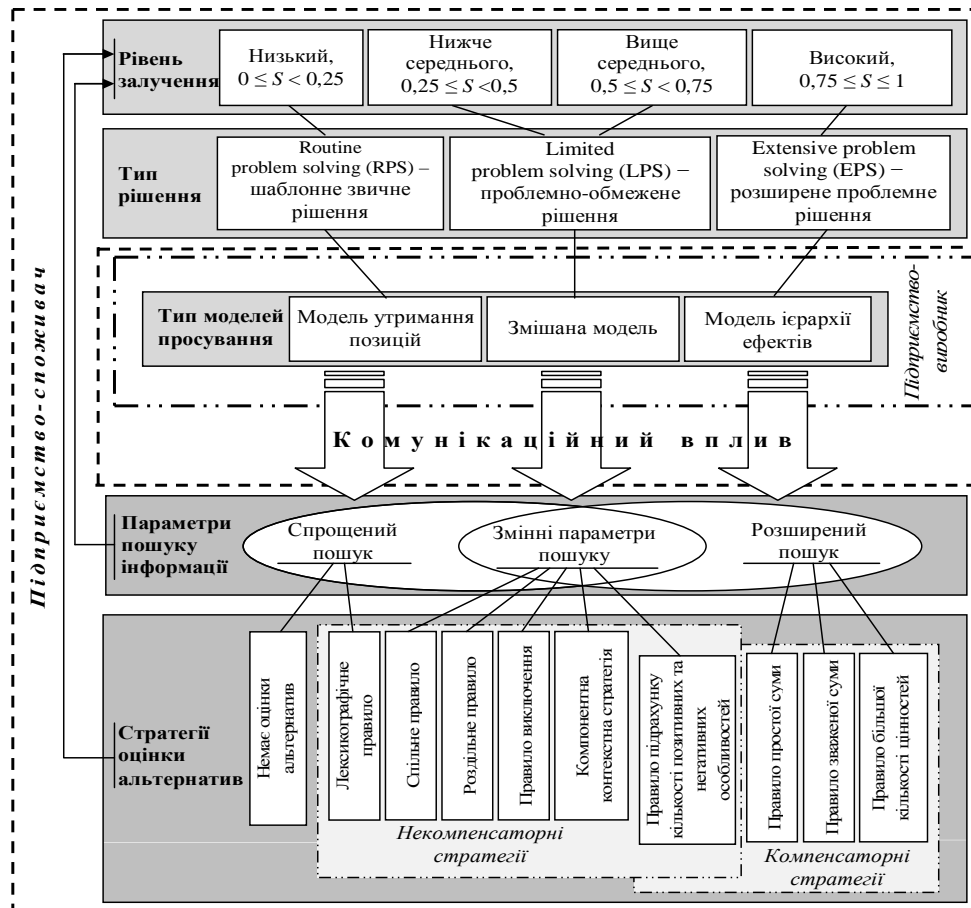 Підприємство-споживач
Рівень
залучення
Низький,
0 ≤ S < 0,25
Нижче
середнього,
0,25 ≤ S <0,5
Вище
середнього,
0,5 ≤ S < 0,75
Високий,
0,75 ≤ S ≤ 1
Тип
рішення
Routine
problem solving (RPS) –
шаблонне звичне
рішення
Limited
problem solving (LPS) −
проблемно-обмежене
рішення
Extensive problem
solving (EPS) –
розширене проблемне
рішення
Тип моделей
просування
Модель утримання
позицій
Змішана модель
Модель ієрархії
ефектів
Підприємство-
виробник
Комунікаційний вплив
Параметри
пошуку
інформації
Спрощений
пошук
Змінні параметри
пошуку
Розширений
пошук
Стратегії
оцінки
альтернатив
Немає оцінки
альтернатив
Лексикографічне
правило
Спільне правило
Роздільне правило
Правило виключення
Компонентна
контекстна стратегія
Правило підрахунку
кількості позитивних та
негативних
особливостей
Правило простої суми
Правило зваженої суми
Правило більшої
кількості цінностей
Некомпенсаторні
стратегії
Компенсаторні
стратегії